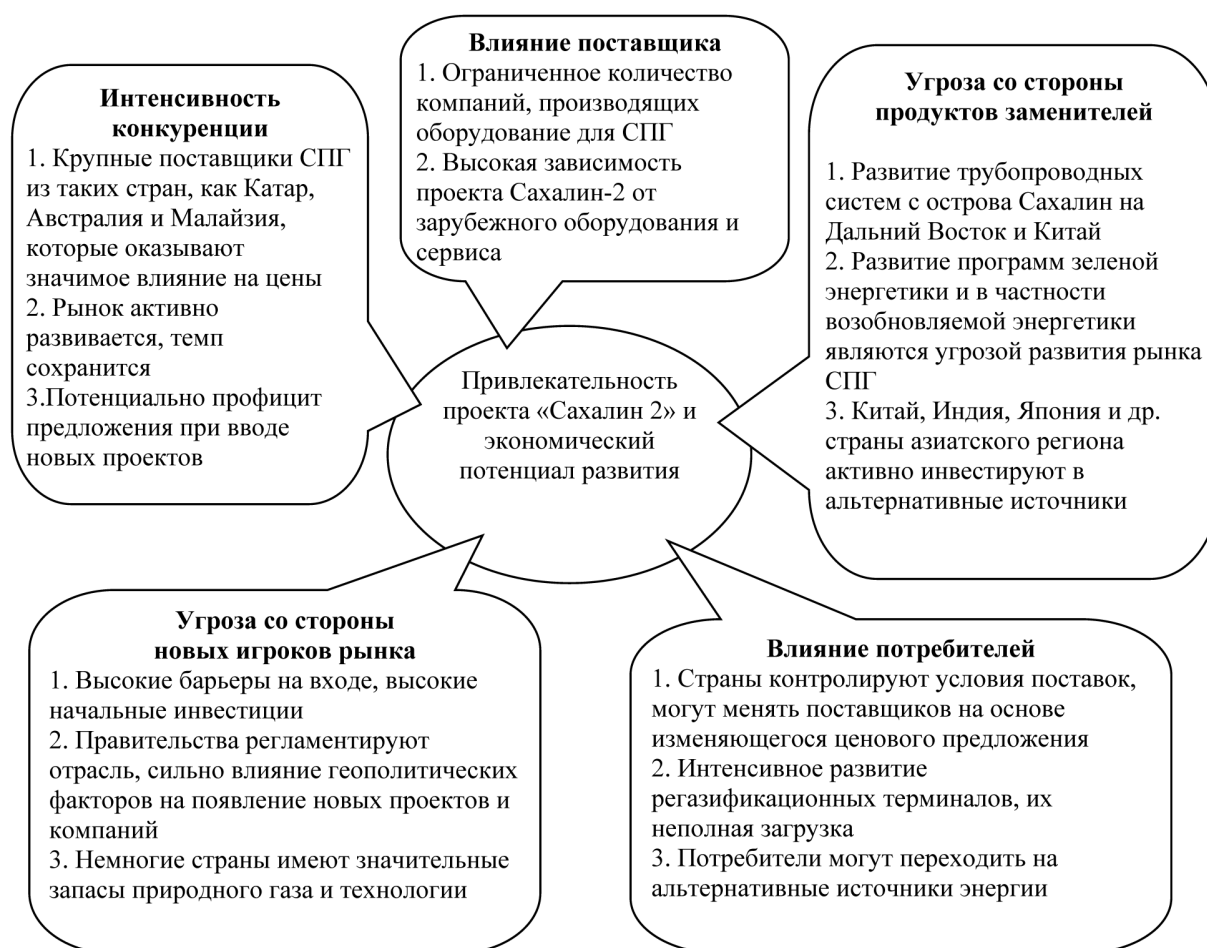 Влияние поставщика
1. Ограниченное количество
компаний, производящих
оборудование для СПГ
2. Высокая зависимость
проекта Сахалин-2 от
зарубежного оборудования и
сервиса
Интенсивность
конкуренции
1. Крупные поставщики СПГ
из таких стран, как Катар,
Австралия и Малайзия,
которые оказывают
значимое влияние на цены
2. Рынок активно
развивается, темп
сохранится
3.Потенциально профицит
предложения при вводе
новых проектов
Угроза со стороны
продуктов заменителей
1. Развитие трубопроводных
систем с острова Сахалин на
Дальний Восток и Китай
2. Развитие программ зеленой
энергетики и в частности
возобновляемой энергетики
являются угрозой развития рынка
СПГ
3. Китай, Индия, Япония и др.
страны азиатского региона
активно инвестируют в
альтернативные источники
Привлекательность
проекта «Сахалин 2» и
экономический
потенциал развития
Угроза со стороны
новых игроков рынка
1. Высокие барьеры на входе, высокие
начальные инвестиции
2. Правительства регламентируют
отрасль, сильно влияние геополитических
факторов на появление новых проектов и
компаний
3. Немногие страны имеют значительные
запасы природного газа и технологии
Влияние потребителей
1. Страны контролируют условия поставок,
могут менять поставщиков на основе
изменяющегося ценового предложения
2. Интенсивное развитие
регазификационных терминалов, их
неполная загрузка
3. Потребители могут переходить на
альтернативные источники энергии